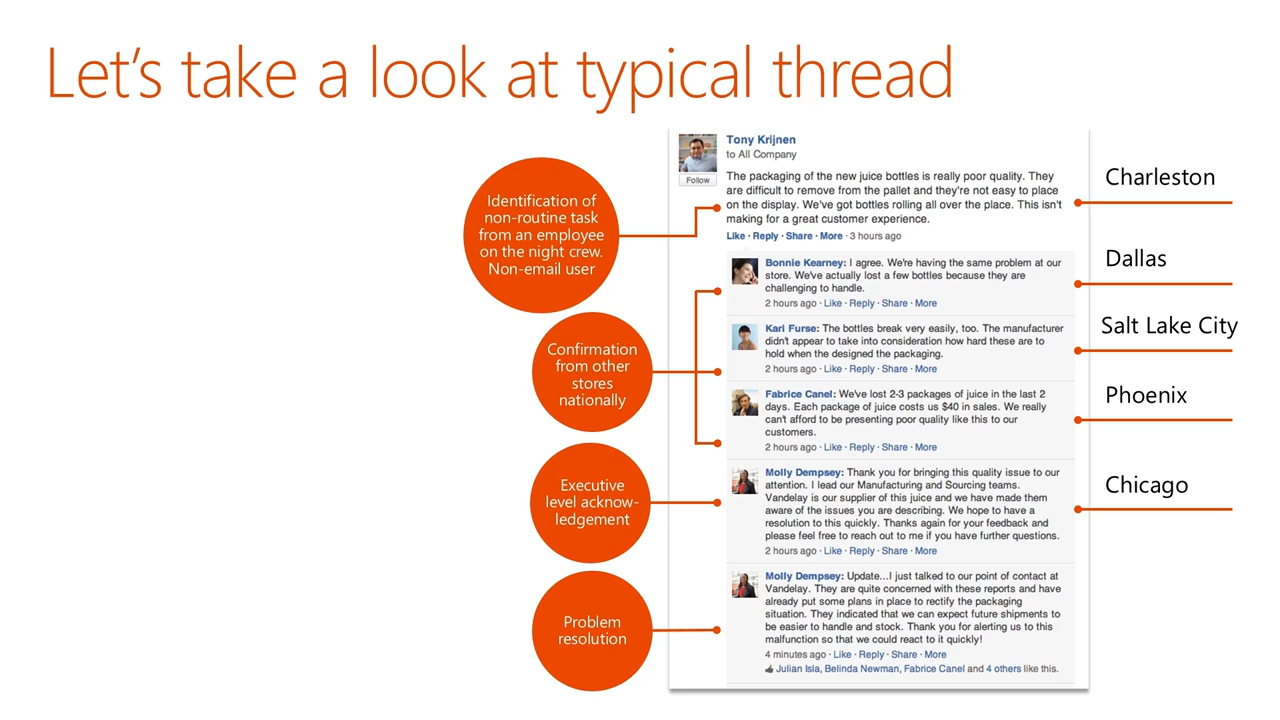 Let's take a look at typical thread
Identification of
non-routine task
from an employee
on the night crew.
Non-email user
Confirmation
from other
stores
nationally
Executive
level acknow-
ledgement
Problem
resolution
Tony Krijnen
to All Company
Follow
The packaging of the new juice bottles is really poor quality. They
are difficult to remove from the pallet and they're not easy to place
on the display. We've got bottles rolling all over the place. This isn't
making for a great customer experience.
Like · Reply · Share · More · 3 hours ago
Bonnie Kearney: I agree. We're having the same problem at our
store. We've actually lost a few bottles because they are
challenging to handle.
2 hours ago · Like · Reply · Share · More
Kari Furse: The bottles break very easily, too. The manufacturer
didn't appear to take into consideration how hard these are to
hold when the designed the packaging.
2 hours ago · Like · Reply · Share · More
Fabrice Canel: We've lost 2-3 packages of juice in the last 2
days. Each package of juice costs us $40 in sales. We really
can't afford to be presenting poor quality like this to our
customers.
2 hours ago · Like · Reply · Share · More
Molly Dempsey: Thank you for bringing this quality issue to our
attention. I lead our Manufacturing and Sourcing teams.
Vandelay is our supplier of this juice and we have made them
aware of the issues you are describing. We hope to have a
resolution to this quickly. Thanks again for your feedback and
please feel free to reach out to me if you have further questions.
2 hours ago · Like · Reply · Share · More
Molly Dempsey: Update...I just talked to our point of contact at
Vandelay. They are quite concerned with these reports and have
already put some plans in place to rectify the packaging
situation. They indicated that we can expect future shipments to
be easier to handle and stock. Thank you for alerting us to this
malfunction so that we could react to it quickly!
4 minutes ago · Like · Reply · Share · More
Julian Isla, Belinda Newman, Fabrice Canel and 4 others like this.
Charleston
Dallas
Salt Lake City
Phoenix
Chicago